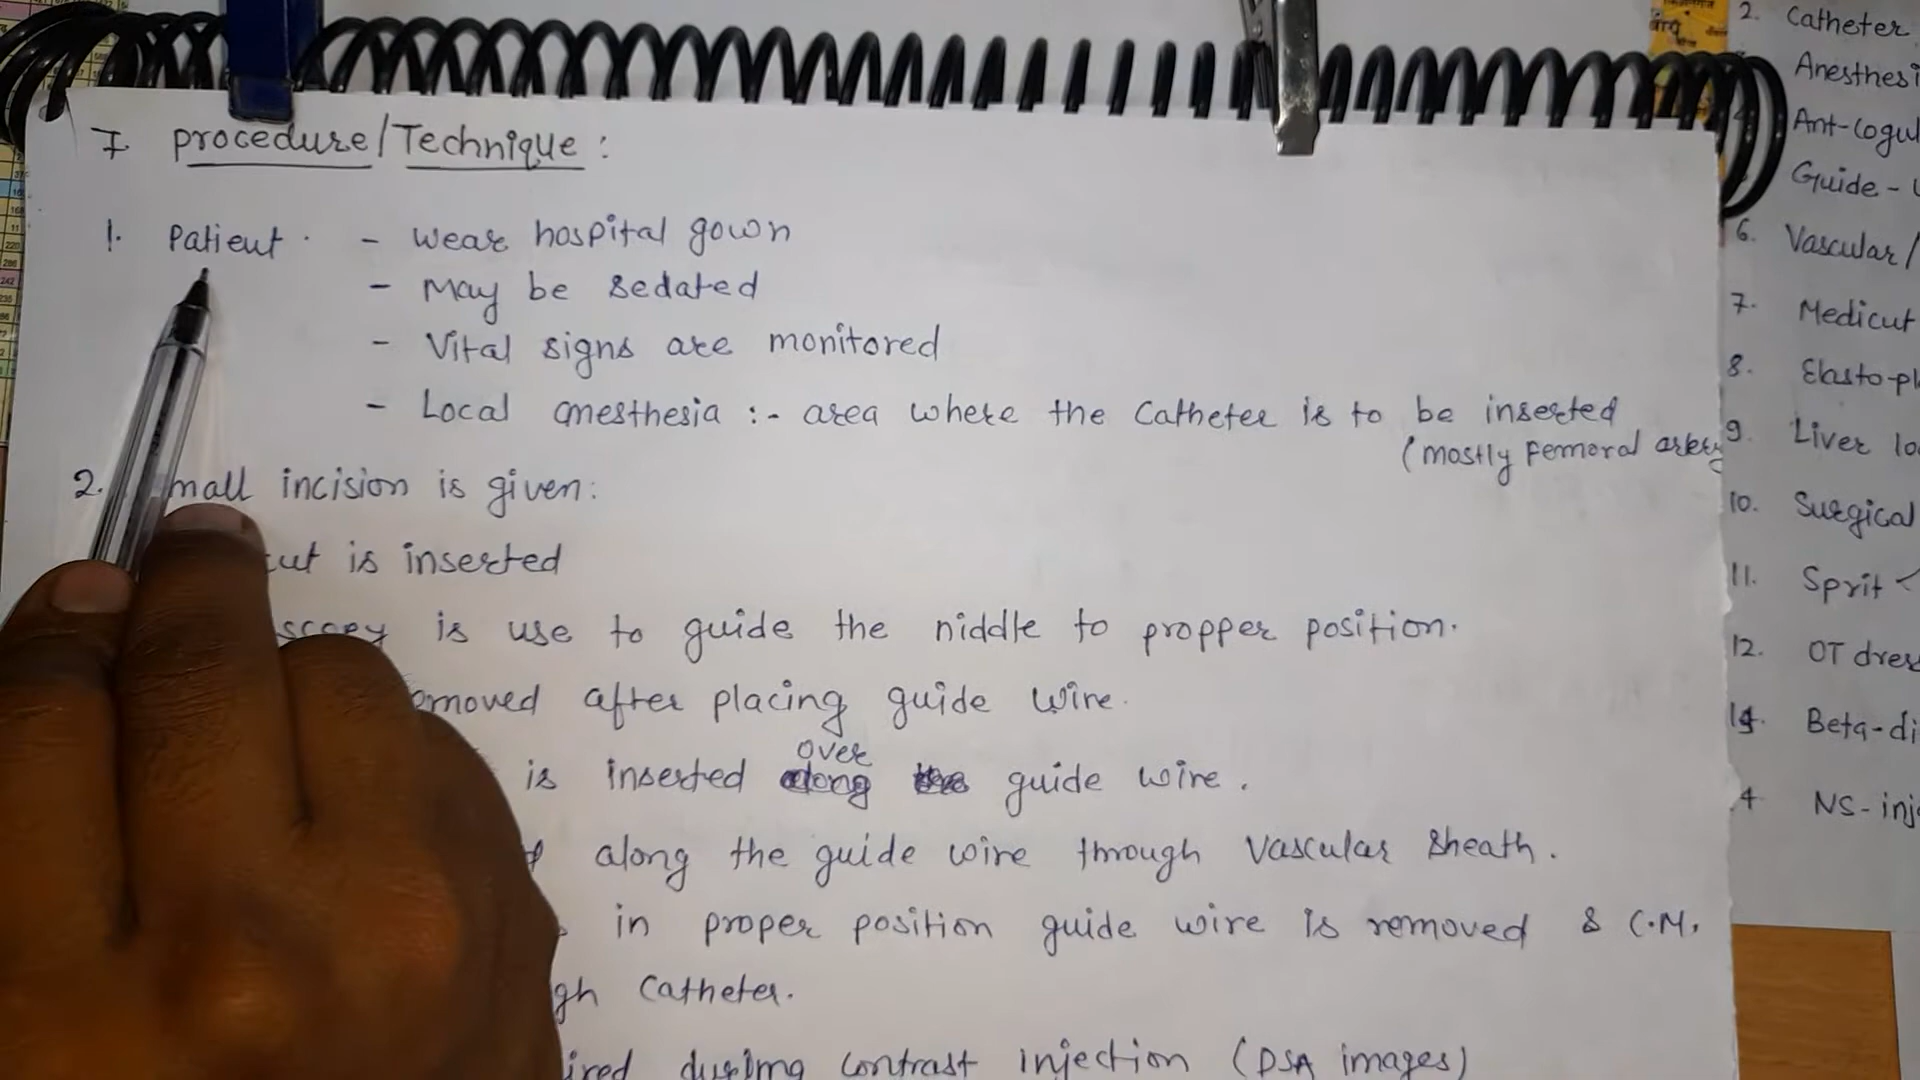 7 procedure/Technique:
1. Patient - wear hospital gown
- May be sedated
- Vital signs are monitored
- Local anesthesia :- area where the Catheter is to be inserted
(mostly Femoral artery
2. small incision is given:
cut is inserted
scopy is use to guide the niddle to propper position.
emoved after placing guide wire.
over
is inserted along the guide wire.
along the guide wire through Vascular Sheath.
in proper position guide wire is removed & C.M.
gh Catheter.
ired during contrast injection (DSA images)
2. Catheter
Anesthesi
Ant-cogul
Guide-
6. Vascular/
7. Medicut
8. Elasto-pl
9. Liver lo
10. Surgical
11. Sprit
12. OT dres
14. Beta-di
4 NS-inj